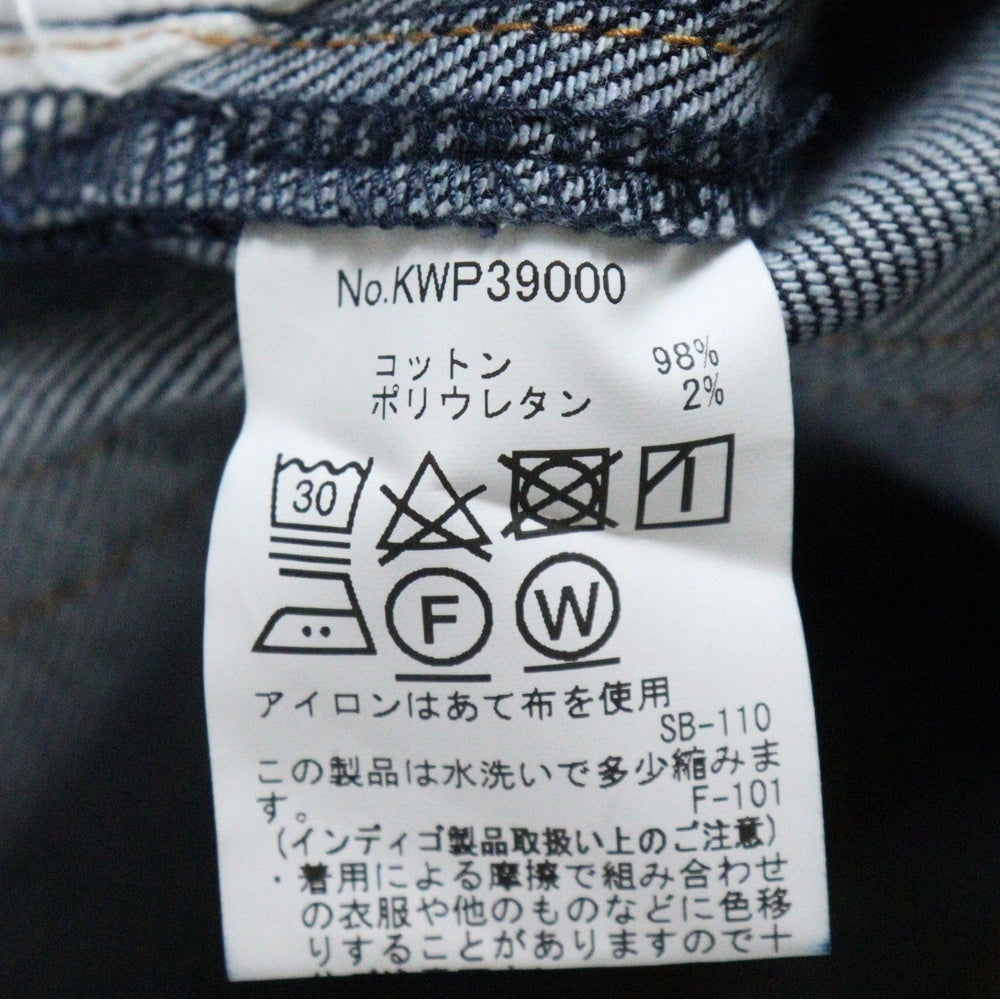 No.KWP39000
コットン 98%
ポリウレタン 2%
30
F W
アイロンはあて布を使用
SB-110
この製品は水洗いで多少縮みま
す。
F-101
(インディゴ製品取扱い上のご注意)
・着用による摩擦で組み合わせ
の衣服や他のものなどに色移
りすることがありますので十